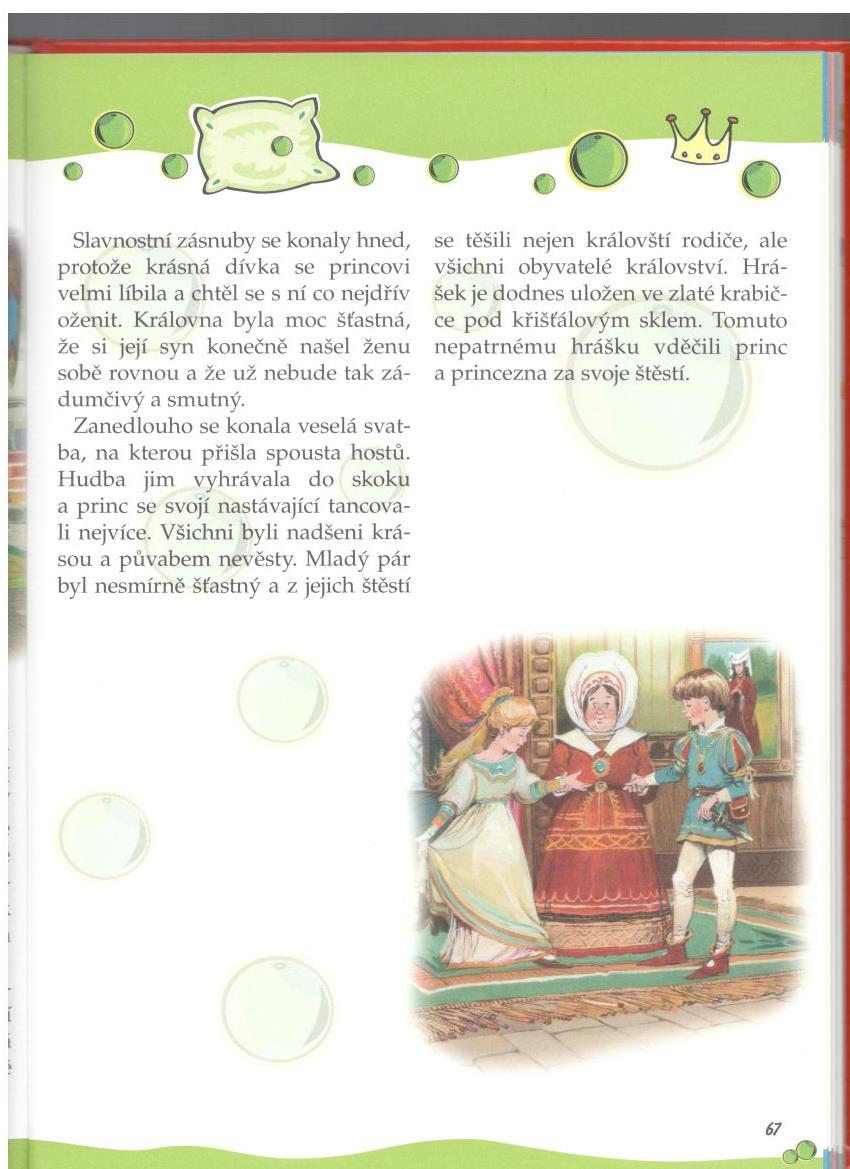 Slavnostní zásnuby se konaly hned,
protože krásná dívka se princovi
velmi líbila a chtěl se s ní co nejdřív
oženit. Královna byla moc šťastná,
že si její syn konečně našel ženu
sobě rovnou a že už nebude tak zá-
dumčivý a smutný.
Zanedlouho se konala veselá svat-
ba, na kterou přišla spousta hostů.
Hudba jim vyhrávala do skoku
a princ se svojí nastávající tancova-
li nejvíce. Všichni byli nadšeni krá-
sou a půvabem nevěsty. Mladý pár
byl nesmírně šťastný a z jejich štěstí
se těšili nejen královští rodiče, ale
všichni obyvatelé království. Hrá-
šek je dodnes uložen ve zlaté krabič-
ce pod křišťálovým sklem. Tomuto
nepatrnému hrášku vděčili princ
a princezna za svoje štěstí.
67